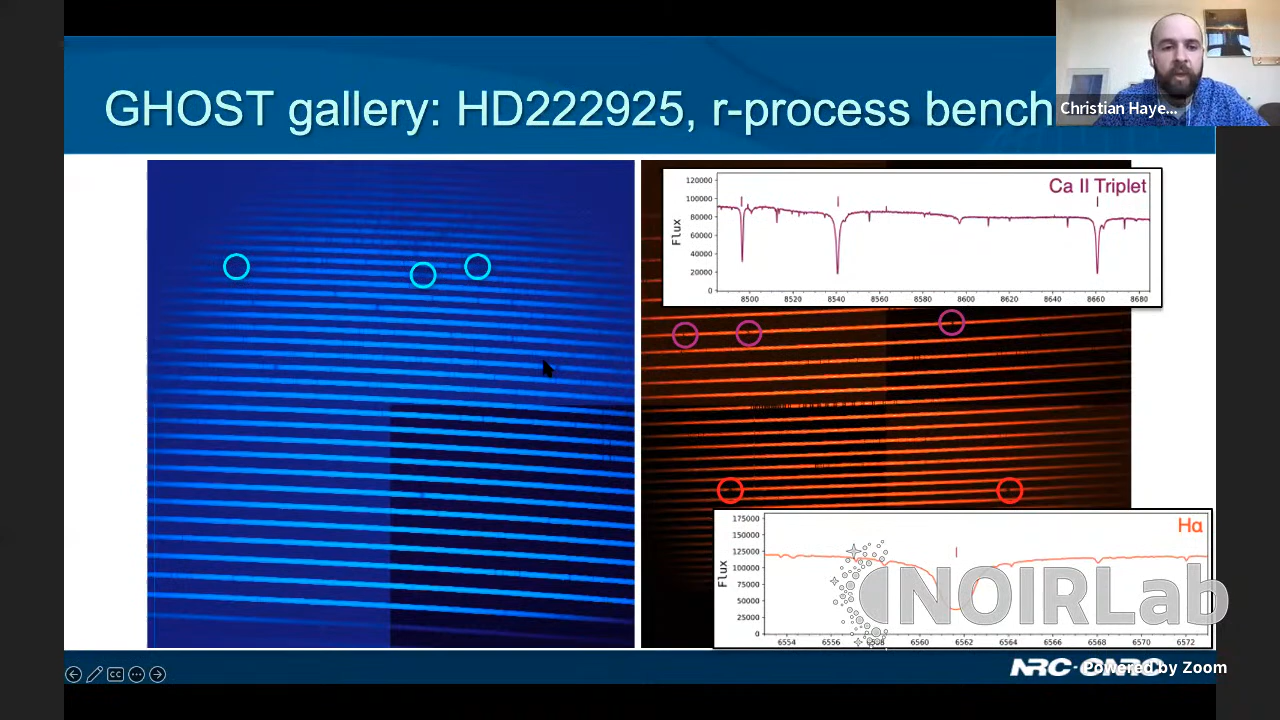 GHOST gallery: HD222925, r-process bench
Christian Haye...
Ca II Triplet
120000
100000
80000
60000
40000
20000
0
Flux
8500 8520 8540 8560 8580 8600 8620 8640 8660 8680
Hα
175000
150000
125000
100000
75000
50000
25000
0
Flux
6554 6556 6558 6560 6562 6564 6566 6568 6570 6572
NOIRLab
CC
NRC·CNRC
Powered by Zoom